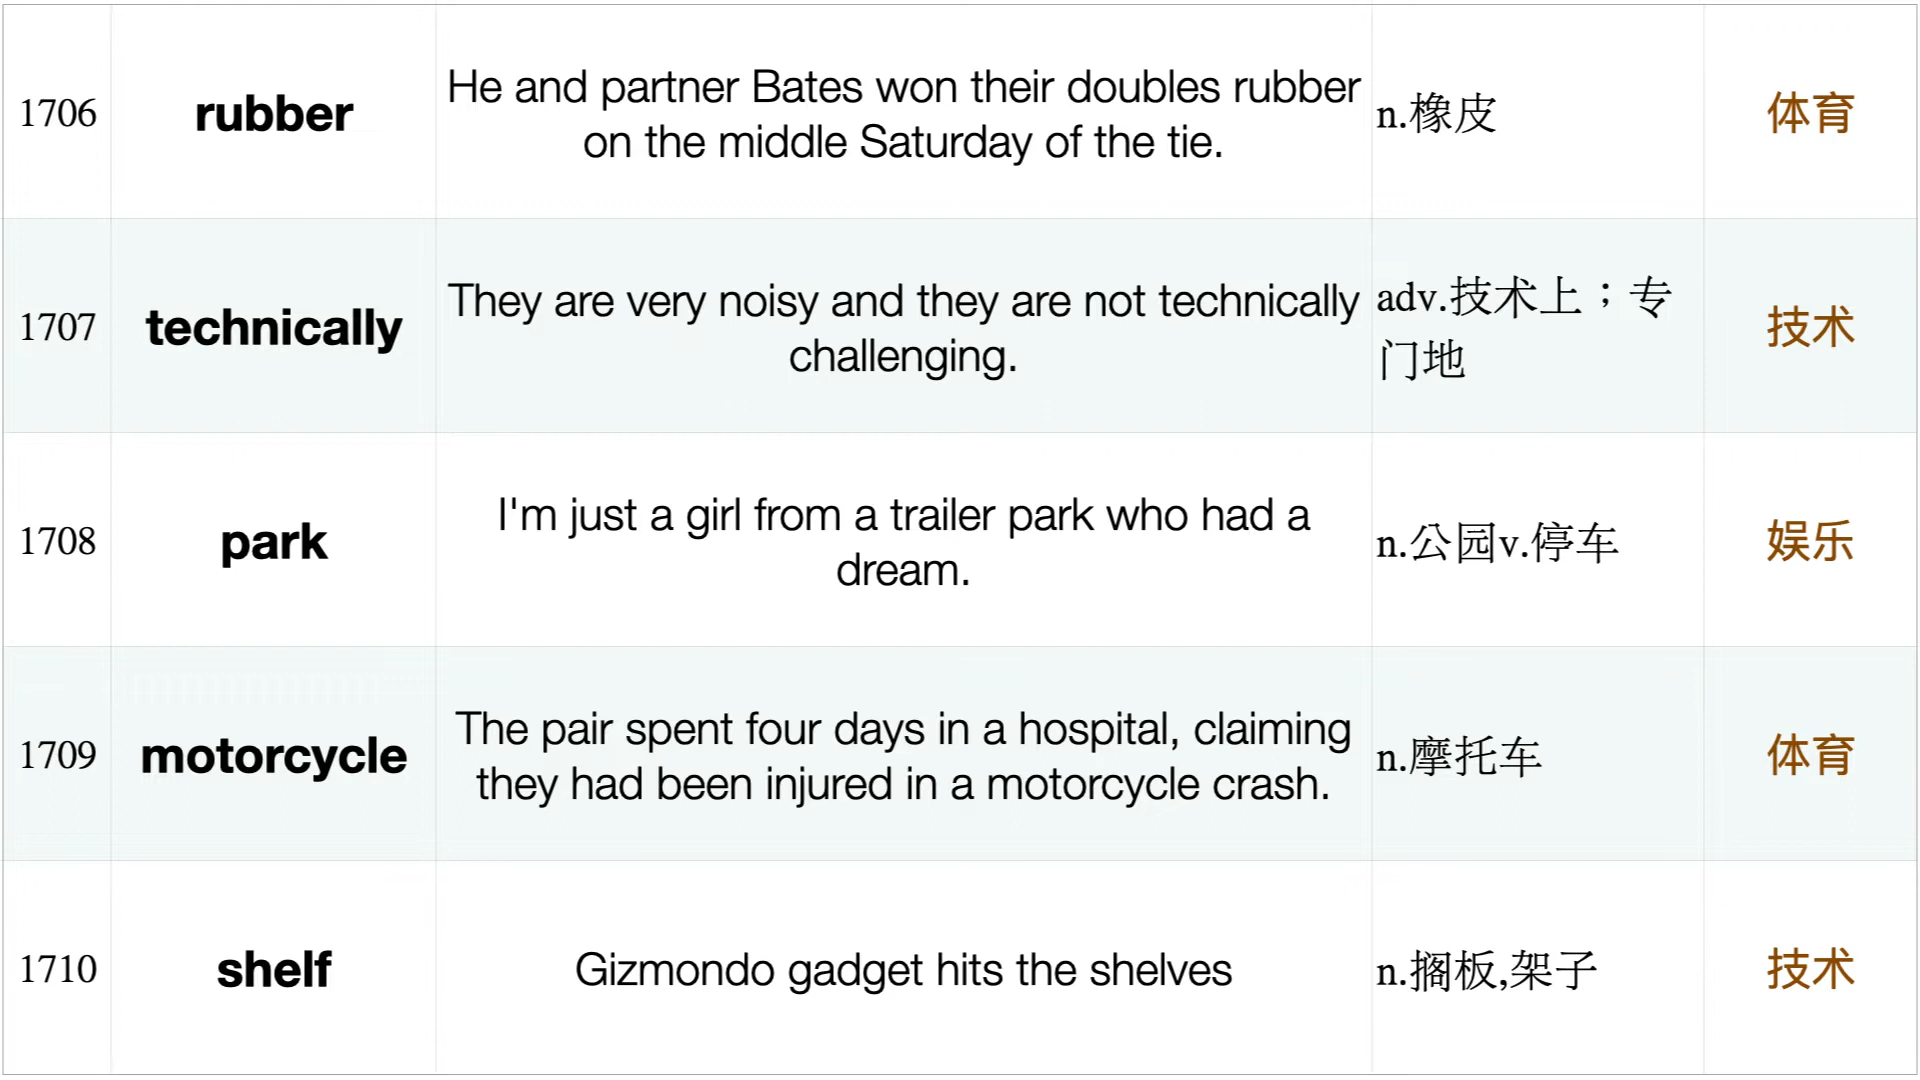 1706 rubber He and partner Bates won their doubles rubber n.橡皮 体育
on the middle Saturday of the tie.
1707 technically They are very noisy and they are not technically adv.技术上；专 技术
challenging. 门地
1708 park I'm just a girl from a trailer park who had a n.公园v.停车 娱乐
dream.
1709 motorcycle The pair spent four days in a hospital, claiming n.摩托车 体育
they had been injured in a motorcycle crash.
1710 shelf Gizmondo gadget hits the shelves n.搁板,架子 技术